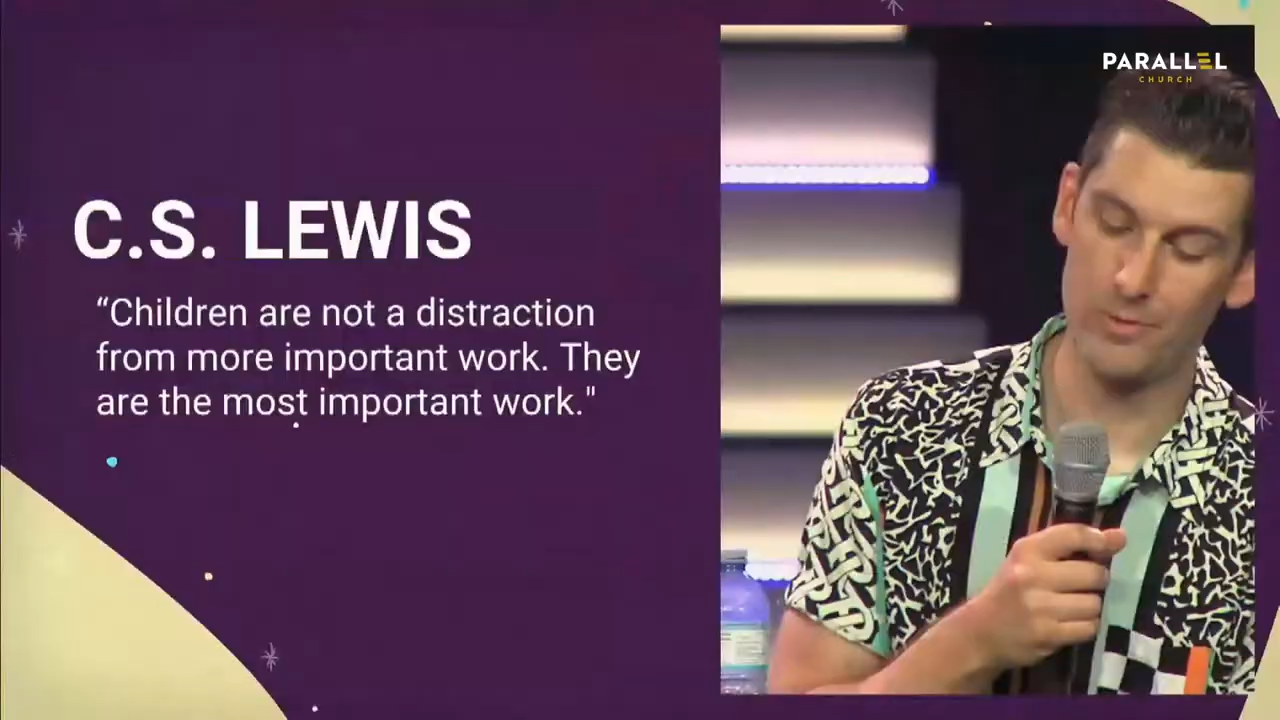 PARALLEL
CHURCH
C.S. LEWIS
“Children are not a distraction
from more important work. They
are the most important work."